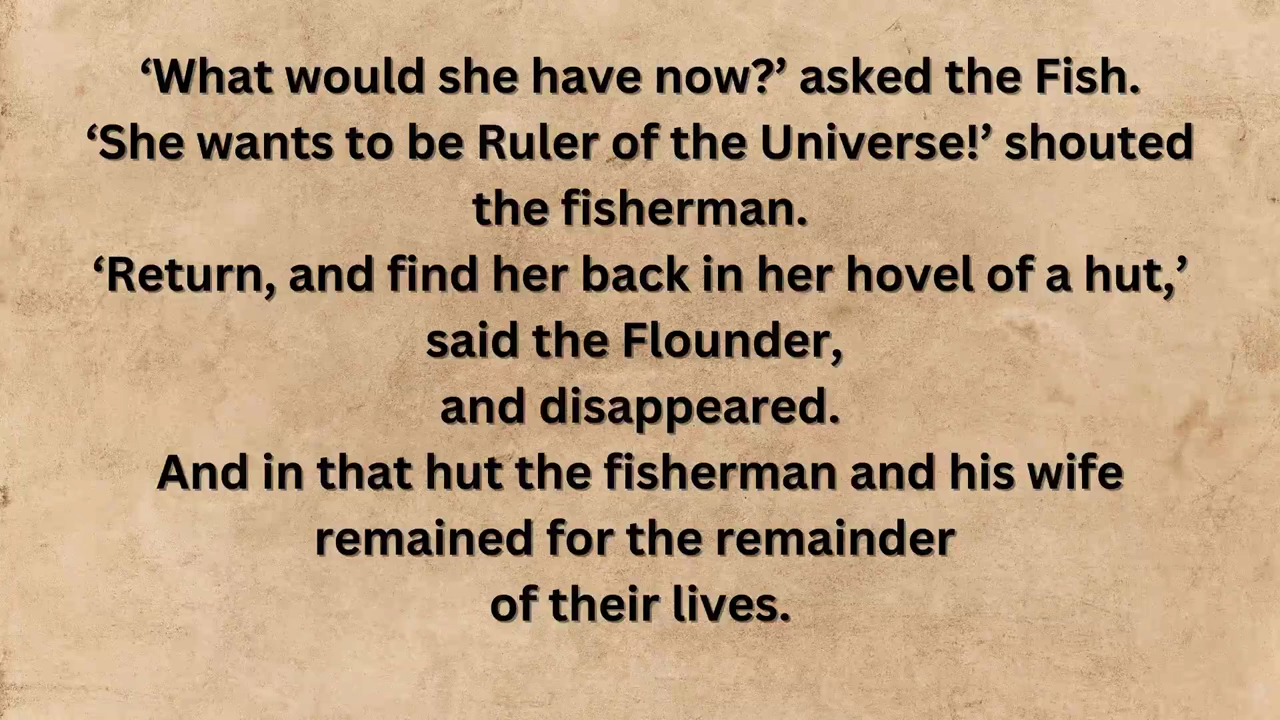 ‘What would she have now?’ asked the Fish.
‘She wants to be Ruler of the Universe!’ shouted
the fisherman.
‘Return, and find her back in her hovel of a hut,’
said the Flounder,
and disappeared.
And in that hut the fisherman and his wife
remained for the remainder
of their lives.